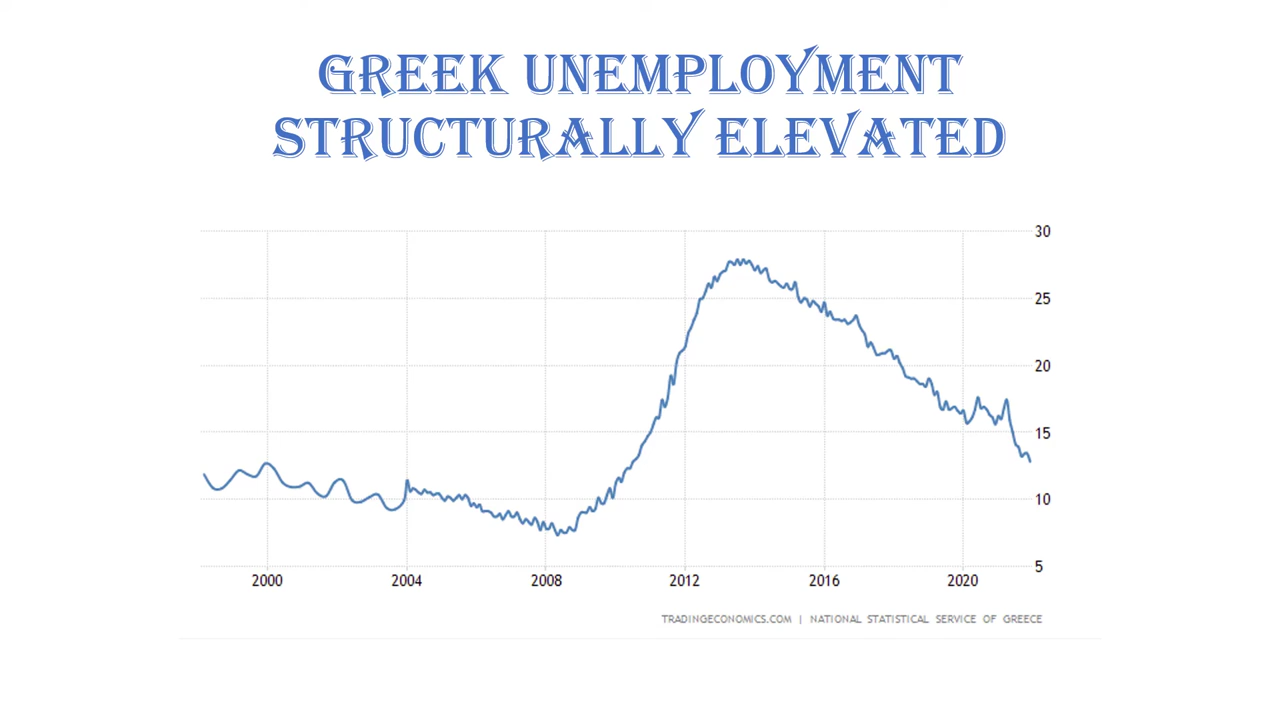 GREEK UNEMPLOYMENT
STRUCTURALLY ELEVATED
30
25
20
15
10
5
2000 2004 2008 2012 2016 2020
TRADINGECONOMICS.COM | NATIONAL STATISTICAL SERVICE OF GREECE